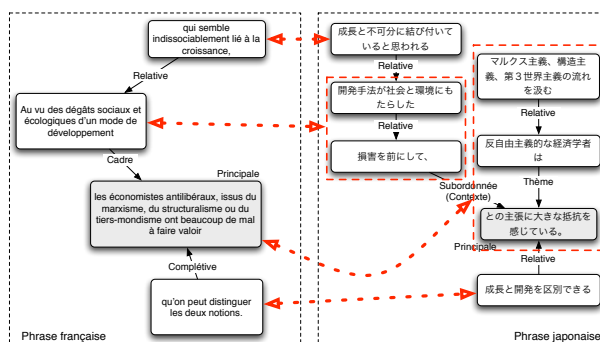 qui semble
indissociablement lié à la
croissance,
Relative
Au vu des dégâts sociaux et
écologiques d'un mode de
développement
Cadre
Principale
les économistes antilibéraux, issus du
marxisme, du structuralisme ou du
tiers-mondisme ont beaucoup de mal
à faire valoir
Complétive
qu'on peut distinguer
les deux notions.
Phrase française
成長と不可分に結び付いて
いると思われる
Relative
開発手法が社会と環境にも
たらした
Relative
損害を前にして、
Subordonnée
(Contexte)
マルクス主義、構造主
義、第３世界主義の流れ
を汲む
Relative
反自由主義的な経済学者
は
Thème
との主張に大きな抵抗を
感じている。
Principale
Relative
成長と開発を区別できる
Phrase japonaise